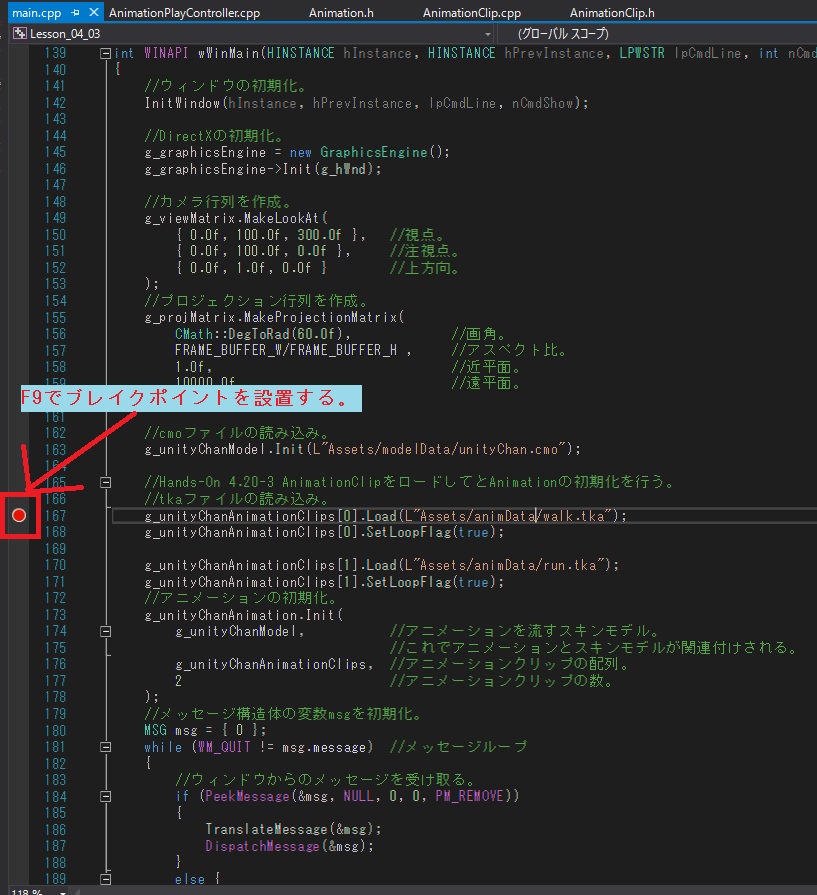 main.cpp AnimationPlayController.cpp Animation.h AnimationClip.cpp AnimationClip.h
Lesson_04_03 (グローバル スコープ)
139 int WINAPI wWinMain(HINSTANCE hInstance, HINSTANCE hPrevInstance, LPWSTR lpCmdLine, int nCmd
140 {
141 //ウィンドウの初期化。
142 InitWindow(hInstance, hPrevInstance, lpCmdLine, nCmdShow);
143
144 //DirectXの初期化。
145 g_graphicsEngine = new GraphicsEngine();
146 g_graphicsEngine->Init(g_hWnd);
147
148 //カメラ行列を作成。
149 g_viewMatrix.MakeLookAt(
150 { 0.0f, 100.0f, 300.0f }, //視点。
151 { 0.0f, 100.0f, 0.0f }, //注視点。
152 { 0.0f, 1.0f, 0.0f } //上方向。
153 );
154 //プロジェクション行列を作成。
155 g_projMatrix.MakeProjectionMatrix(
156 CMath::DegToRad(60.0f), //画角。
157 FRAME_BUFFER_W/FRAME_BUFFER_H , //アスペクト比。
158 1.0f, //近平面。
159 10000.0f //遠平面。
F9でブレイクポイントを設置する。
161
162 //cmoファイルの読み込み。
163 g_unityChanModel.Init(L"Assets/modelData/unityChan.cmo");
164
165 //Hands-On 4.20-3 AnimationClipをロードしてとAnimationの初期化を行う。
166 //tkaファイルの読み込み。
167 g_unityChanAnimationClips[0].Load(L"Assets/animData/walk.tka");
168 g_unityChanAnimationClips[0].SetLoopFlag(true);
169
170 g_unityChanAnimationClips[1].Load(L"Assets/animData/run.tka");
171 g_unityChanAnimationClips[1].SetLoopFlag(true);
172 //アニメーションの初期化。
173 g_unityChanAnimation.Init(
174 g_unityChanModel, //アニメーションを流すスキンモデル。
175 //これでアニメーションとスキンモデルが関連付けされる。
176 g_unityChanAnimationClips, //アニメーションクリップの配列。
177 2 //アニメーションクリップの数。
178 );
179 //メッセージ構造体の変数msgを初期化。
180 MSG msg = { 0 };
181 while (WM_QUIT != msg.message) //メッセージループ
182 {
183 //ウィンドウからのメッセージを受け取る。
184 if (PeekMessage(&msg, NULL, 0, 0, PM_REMOVE))
185 {
186 TranslateMessage(&msg);
187 DispatchMessage(&msg);
188 }
189 else {
118 %